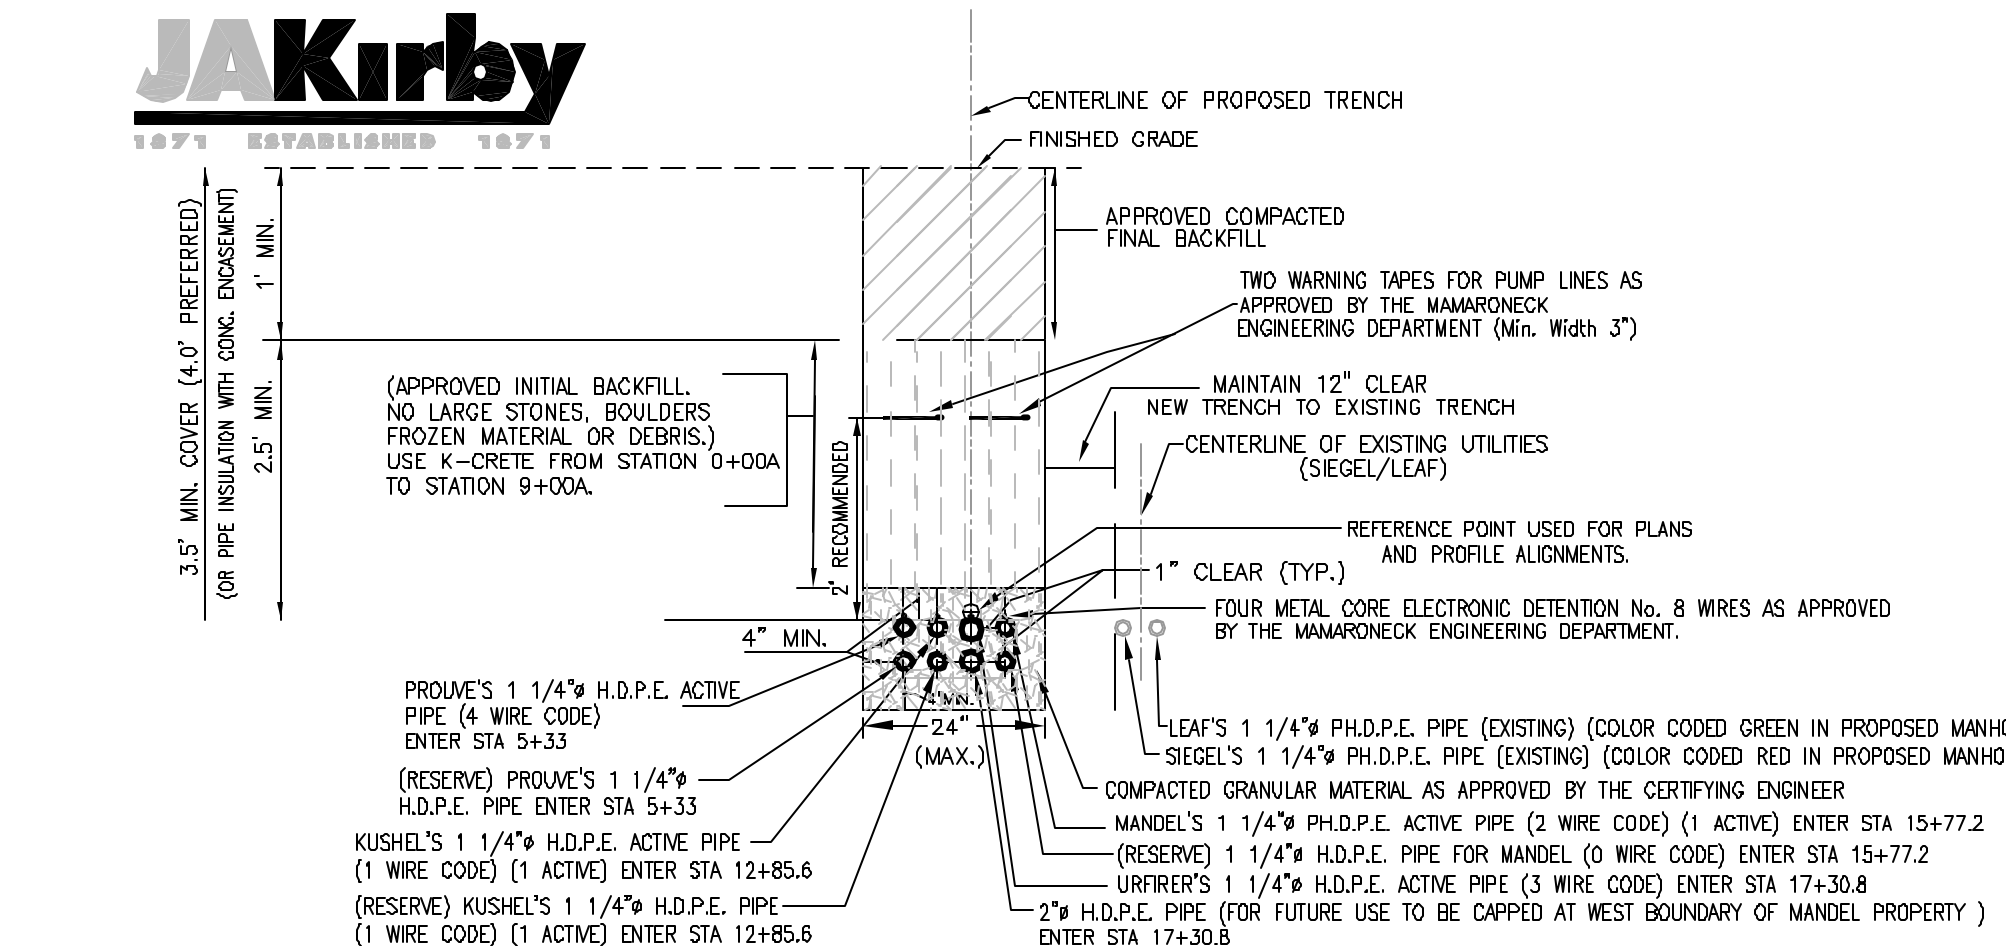 JAKirby
1871 ESTABLISHED 1871
CENTERLINE OF PROPOSED TRENCH
FINISHED GRADE
3.5' MIN. COVER (4.0' PREFERRED)
(OR PIPE INSULATION WITH CONC. ENCASEMENT)
1' MIN.
2.5' MIN.
APPROVED COMPACTED
FINAL BACKFILL
TWO WARNING TAPES FOR PUMP LINES AS
APPROVED BY THE MAMARONECK
ENGINEERING DEPARTMENT (Min. Width 3")
(APPROVED INITIAL BACKFILL.
NO LARGE STONES, BOULDERS
FROZEN MATERIAL OR DEBRIS.)
USE K-CRETE FROM STATION 0+00A
TO STATION 9+00A.
2' RECOMMENDED
MAINTAIN 12" CLEAR
NEW TRENCH TO EXISTING TRENCH
CENTERLINE OF EXISTING UTILITIES
(SIEGEL/LEAF)
REFERENCE POINT USED FOR PLANS
AND PROFILE ALIGNMENTS.
1" CLEAR (TYP.)
FOUR METAL CORE ELECTRONIC DETENTION No. 8 WIRES AS APPROVED
BY THE MAMARONECK ENGINEERING DEPARTMENT.
4" MIN.
4"MIN.
24"
(MAX.)
PROUVE'S 1 1/4"ø H.D.P.E. ACTIVE
PIPE (4 WIRE CODE)
ENTER STA 5+33
(RESERVE) PROUVE'S 1 1/4"ø
H.D.P.E. PIPE ENTER STA 5+33
KUSHEL'S 1 1/4"ø H.D.P.E. ACTIVE PIPE
(1 WIRE CODE) (1 ACTIVE) ENTER STA 12+85.6
(RESERVE) KUSHEL'S 1 1/4"ø H.D.P.E. PIPE
(1 WIRE CODE) (1 ACTIVE) ENTER STA 12+85.6
LEAF'S 1 1/4"ø PH.D.P.E. PIPE (EXISTING) (COLOR CODED GREEN IN PROPOSED MANHO
SIEGEL'S 1 1/4"ø PH.D.P.E. PIPE (EXISTING) (COLOR CODED RED IN PROPOSED MANHO
COMPACTED GRANULAR MATERIAL AS APPROVED BY THE CERTIFYING ENGINEER
MANDEL'S 1 1/4"ø PH.D.P.E. ACTIVE PIPE (2 WIRE CODE) (1 ACTIVE) ENTER STA 15+77.2
(RESERVE) 1 1/4"ø H.D.P.E. PIPE FOR MANDEL (0 WIRE CODE) ENTER STA 15+77.2
URFIRER'S 1 1/4"ø H.D.P.E. ACTIVE PIPE (3 WIRE CODE) ENTER STA 17+30.8
2"ø H.D.P.E. PIPE (FOR FUTURE USE TO BE CAPPED AT WEST BOUNDARY OF MANDEL PROPERTY )
ENTER STA 17+30.8